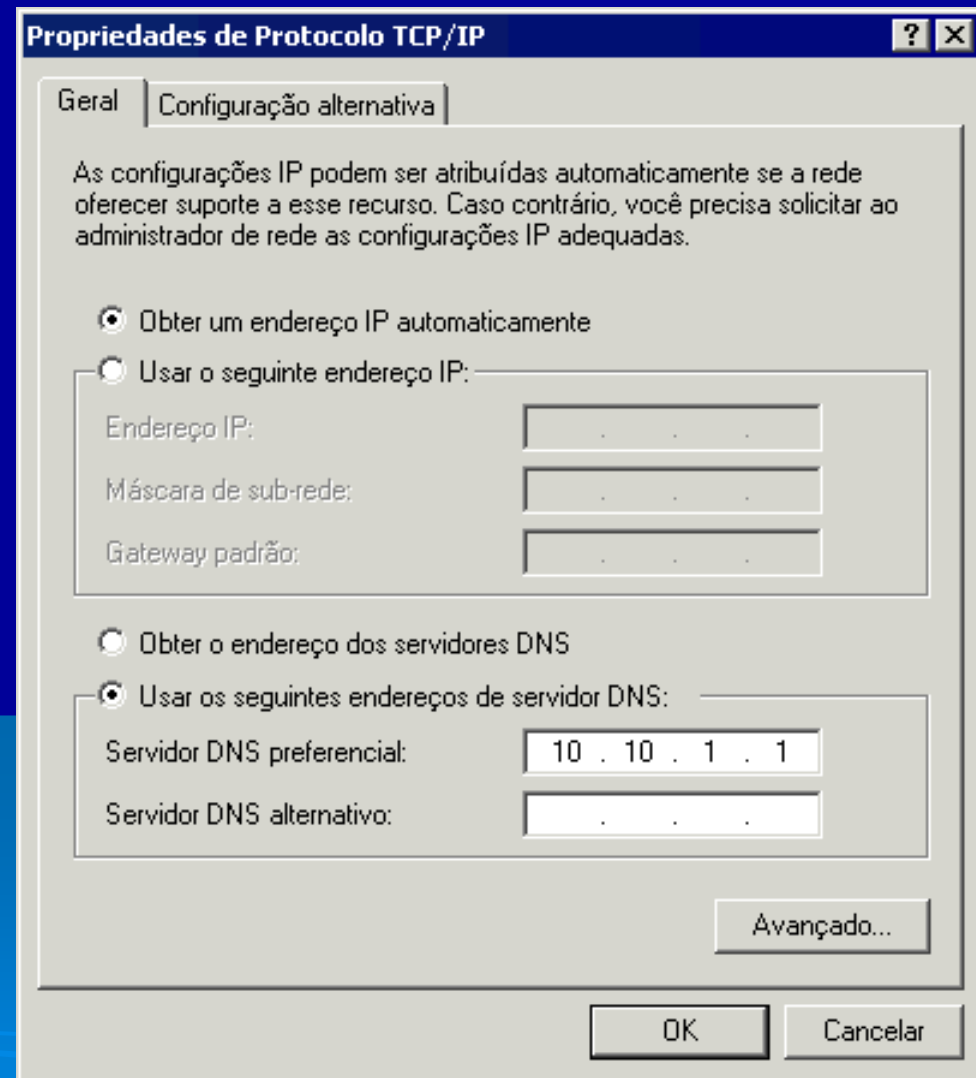 Propriedades de Protocolo TCP/IP
Geral
Configuração alternativa
As configurações IP podem ser atribuídas automaticamente se a rede
oferecer suporte a esse recurso. Caso contrário, você precisa solicitar ao
administrador de rede as configurações IP adequadas.
Obter um endereço IP automaticamente
Usar o seguinte endereço IP:
Endereço IP:
Máscara de sub-rede:
Gateway padrão:
Obter o endereço dos servidores DNS
Usar os seguintes endereços de servidor DNS:
Servidor DNS preferencial: 10 . 10 . 1 . 1
Servidor DNS alternativo:
Avançado...
OK Cancelar